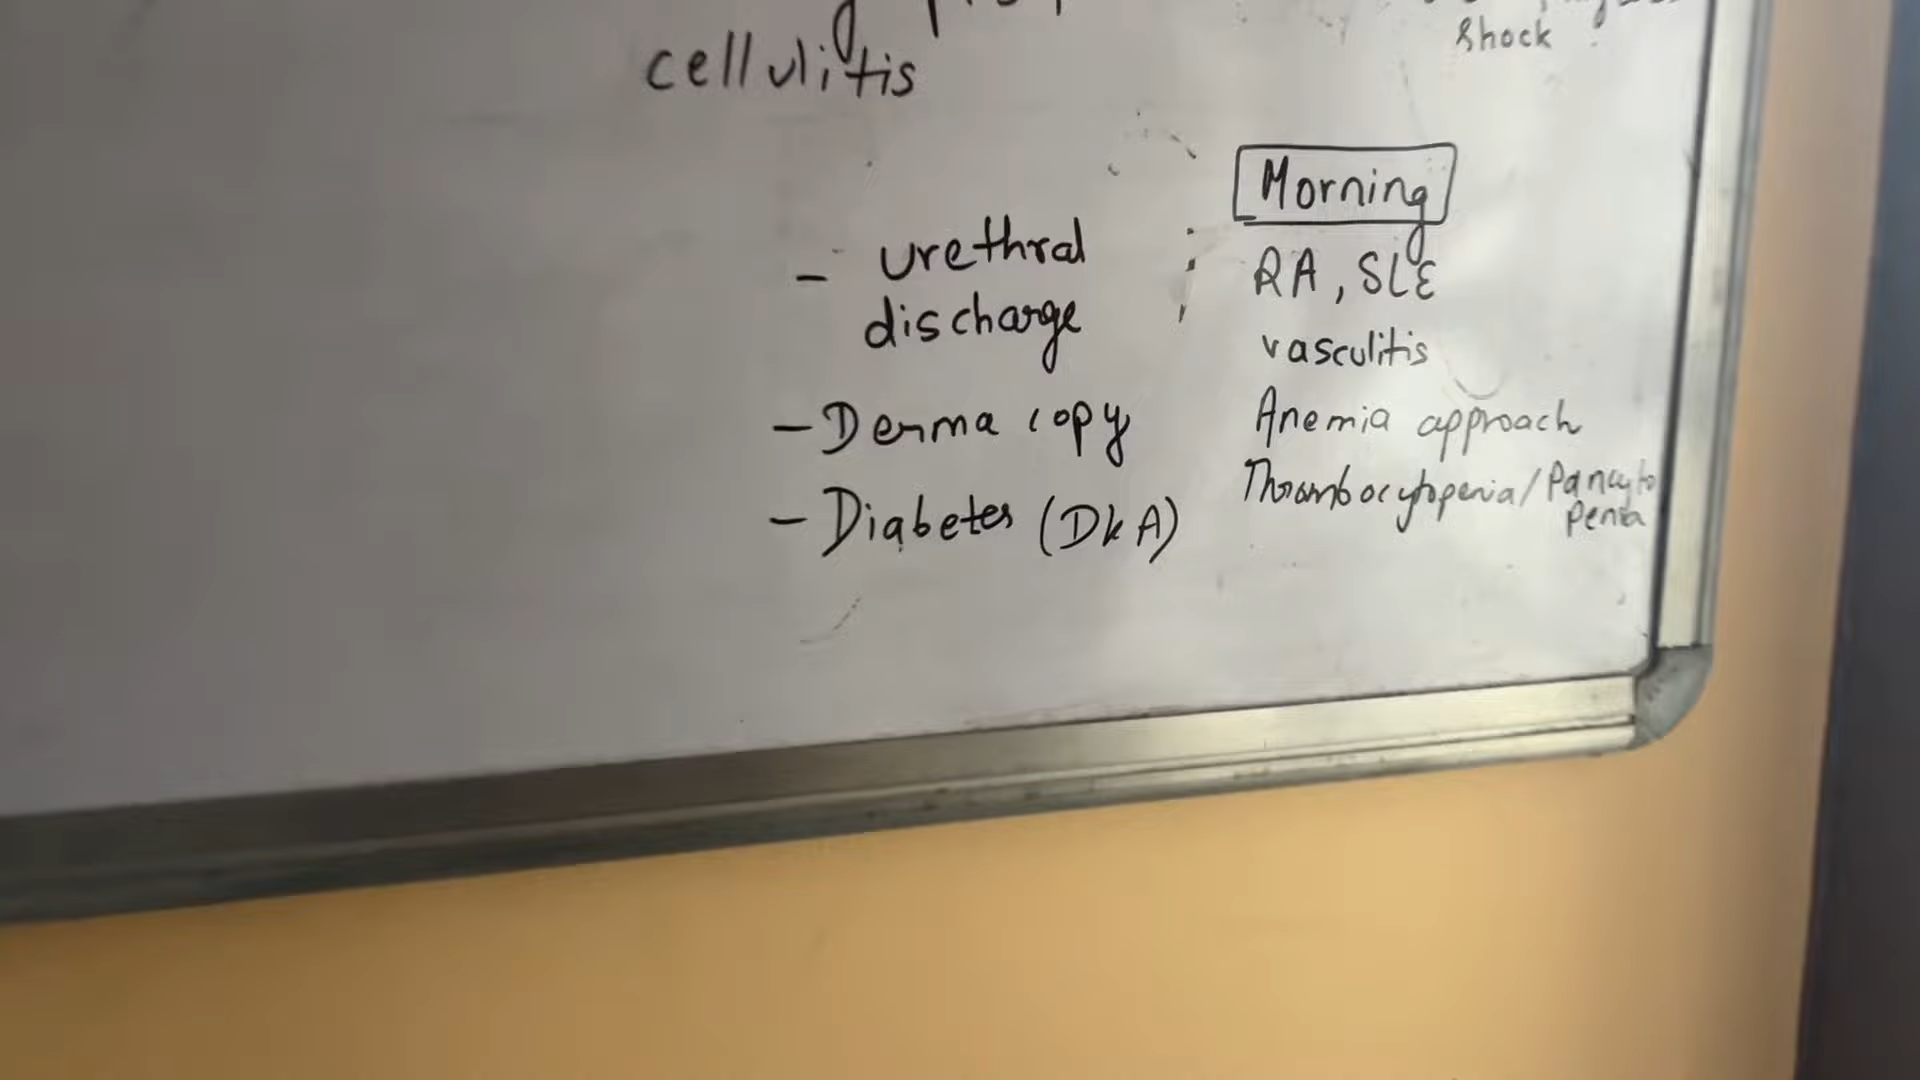 cellulitis
Shock
- urethral
discharge
- Derma copy
- Diabetes (DKA)
Morning
RA, SLE
vasculitis
Anemia approach
Thrombocytopenia/Pancyto
penia